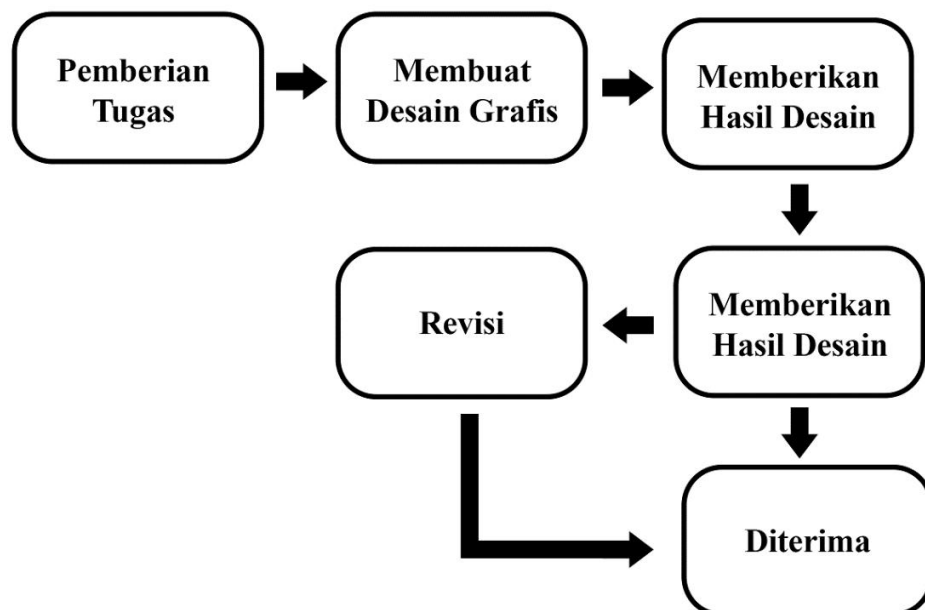 Pemberian
Tugas
Membuat
Desain Grafis
Memberikan
Hasil Desain
Revisi
Memberikan
Hasil Desain
Diterima